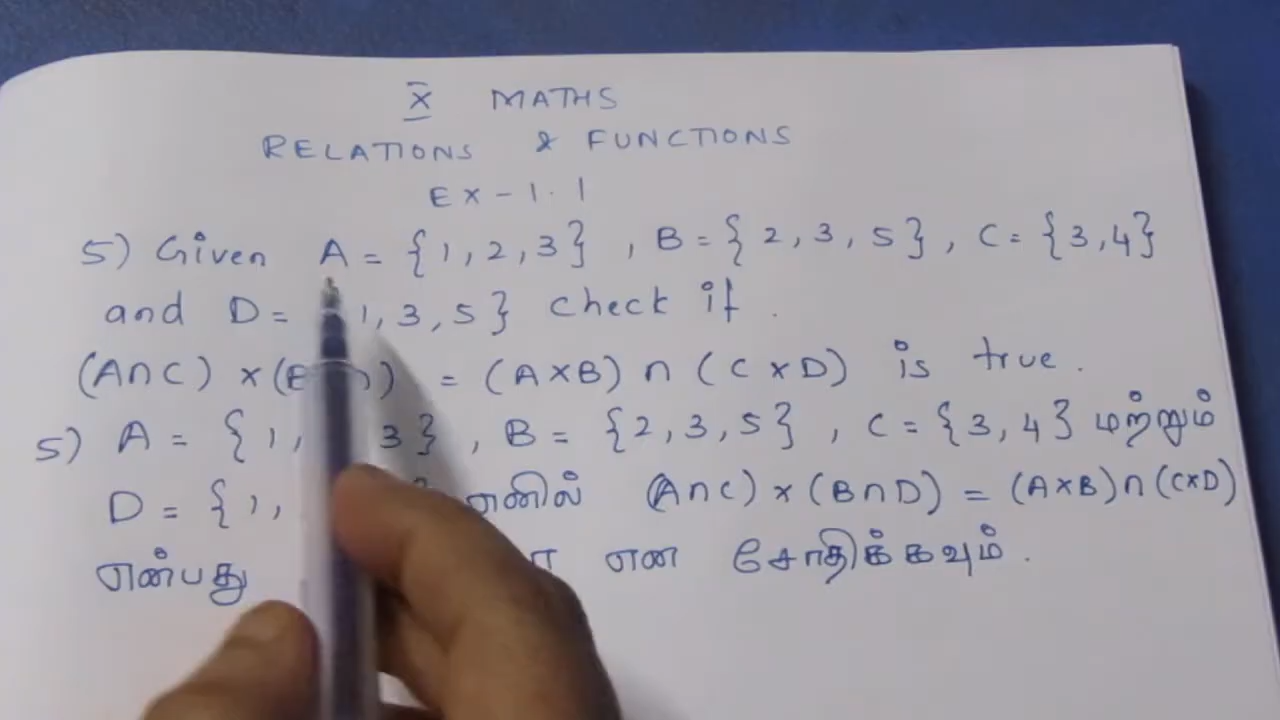 X MATHS
RELATIONS & FUNCTIONS
EX - 1.1
5) Given A = {1, 2, 3} , B = {2, 3, 5} , C = {3, 4}
and D = 1, 3, 5} check if .
(A∩C) × (B ) = (A×B) ∩ (C×D) is true.
5) A = {1, 3} , B = {2, 3, 5} , C = {3, 4} மற்றும்
D = {1, எனில் (A∩C) × (B∩D) = (A×B)∩(C×D)
என்பது என சோதிக்கவும்.